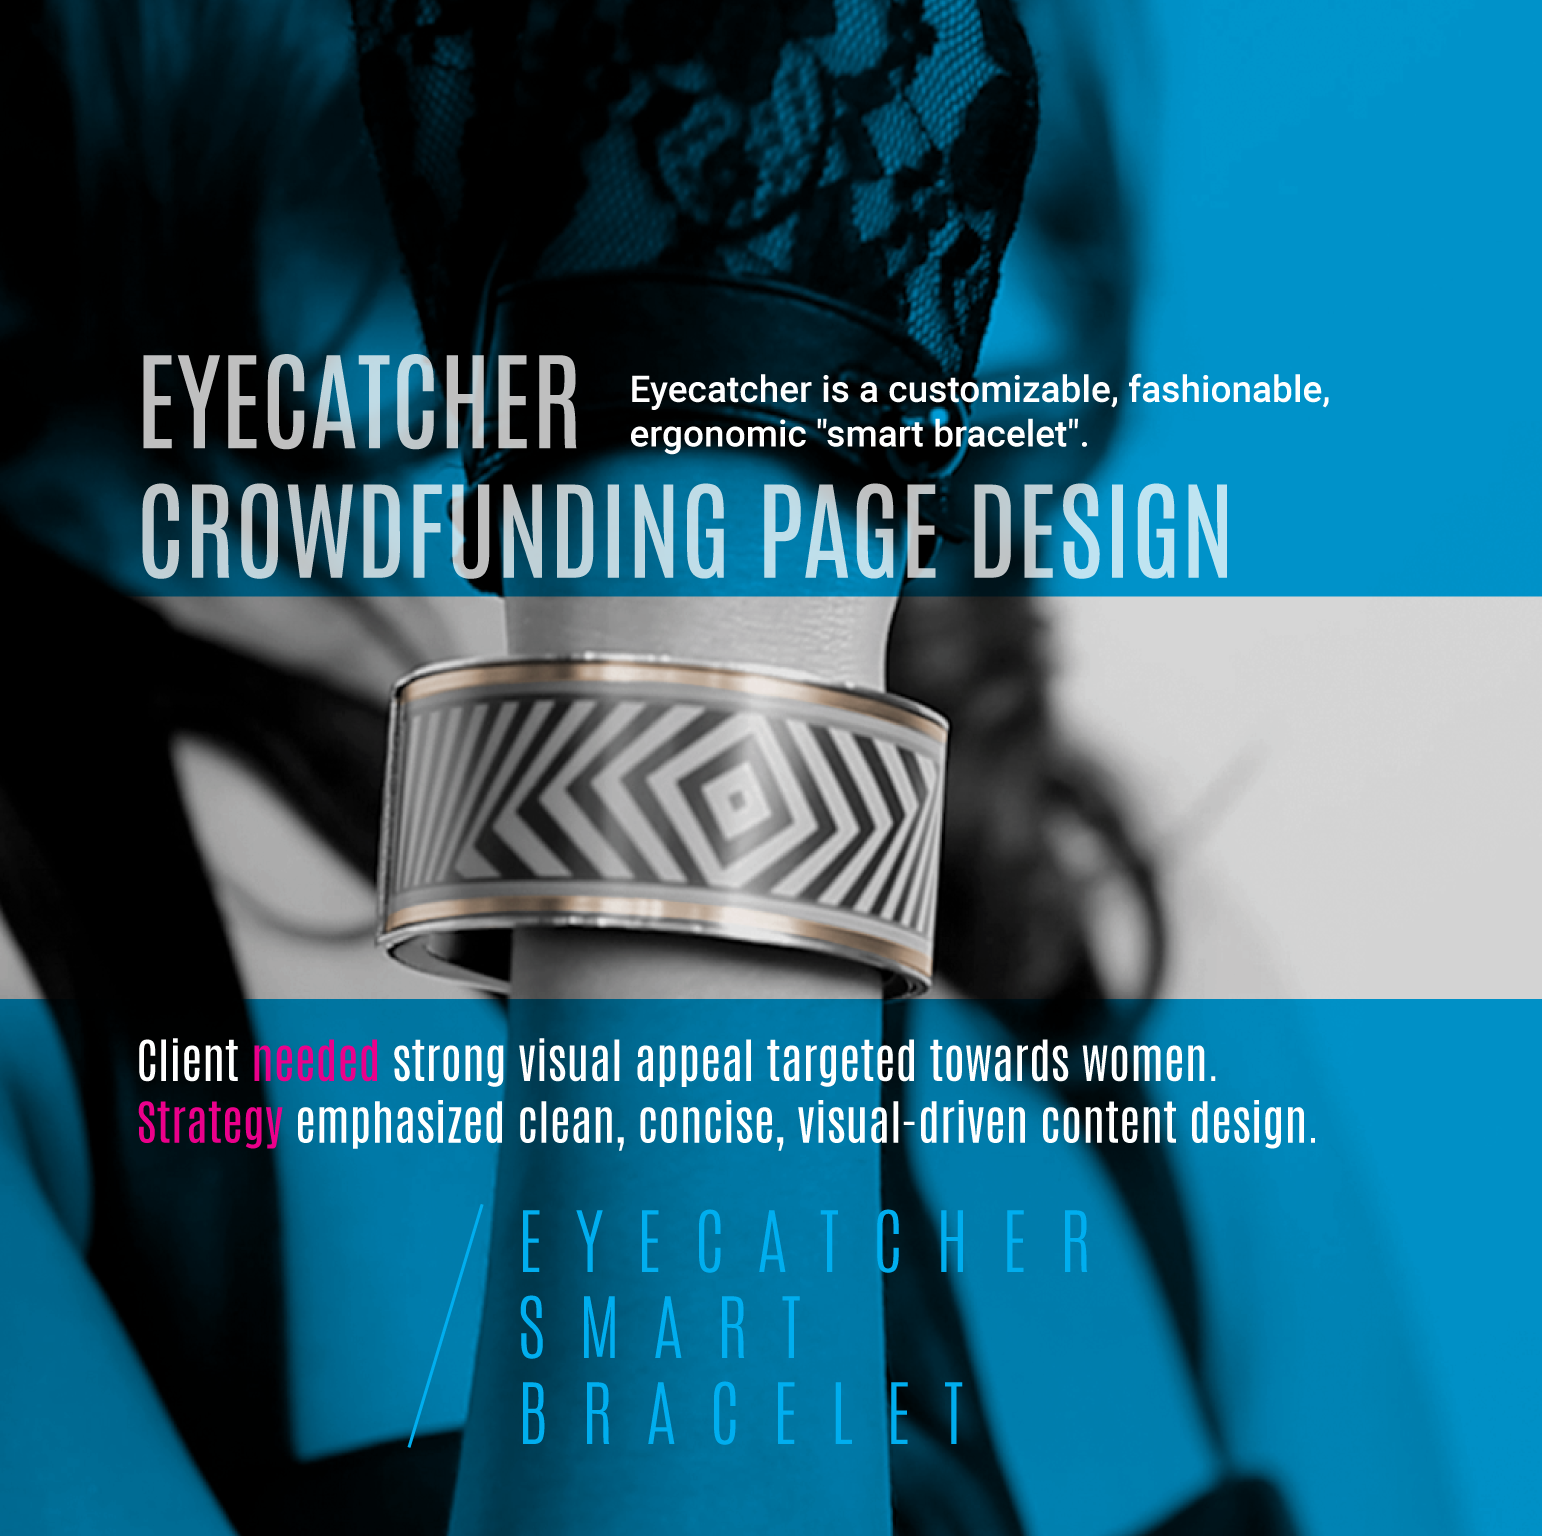 EYECATCHER
Eyecatcher is a customizable, fashionable,
ergonomic "smart bracelet".
CROWDFUNDING PAGE DESIGN
Client needed strong visual appeal targeted towards women.
Strategy emphasized clean, concise, visual-driven content design.
EYECATCHER
SMART
BRACELET